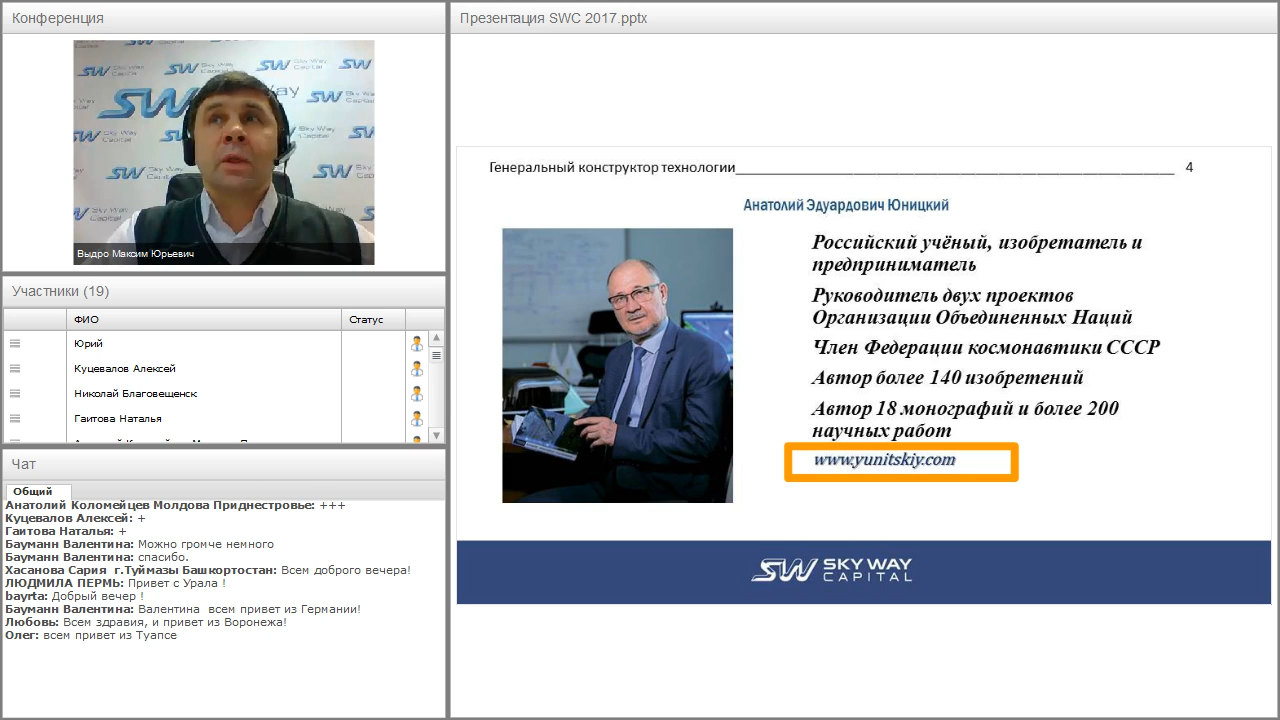 Конференция
SW Sky Way Capital
Выдро Максим Юрьевич
Участники (19)
ФИО Статус
Юрий
Куцевалов Алексей
Николай Благовещенск
Гаитова Наталья
Чат
Общий
Анатолий Коломейцев Молдова Приднестровье: +++
Куцевалов Алексей: +
Гаитова Наталья: +
Бауманн Валентина: Можно громче немного
Бауманн Валентина: спасибо.
Хасанова Сария г.Туймазы Башкортостан: Всем доброго вечера!
ЛЮДМИЛА ПЕРМЬ: Привет с Урала !
bayrta: Добрый вечер !
Бауманн Валентина: Валентина всем привет из Германии!
Любовь: Всем здравия, и привет из Воронежа!
Олег: всем привет из Туапсе
Презентация SWC 2017.pptx
Генеральный конструктор технологии 4
Анатолий Эдуардович Юницкий
Российский учёный, изобретатель и
предприниматель
Руководитель двух проектов
Организации Объединенных Наций
Член Федерации космонавтики СССР
Автор более 140 изобретений
Автор 18 монографий и более 200
научных работ
www.yunitskiy.com
SW SKY WAY
CAPITAL